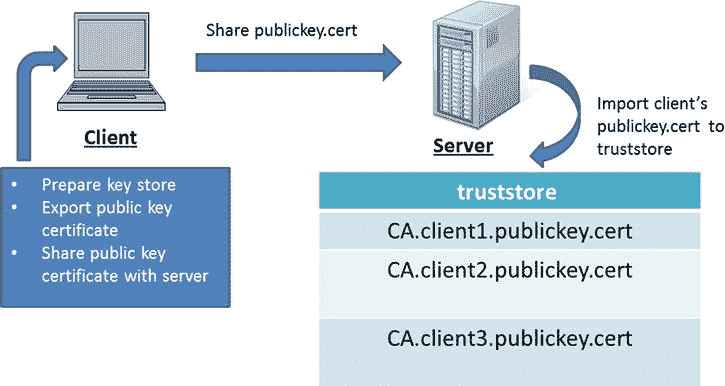 Share publickey.cert
Client
Server
Import client's
publickey.cert to
truststore
• Prepare key store
• Export public key
certificate
• Share public key
certificate with server
truststore
CA.client1.publickey.cert
CA.client2.publickey.cert
CA.client3.publickey.cert